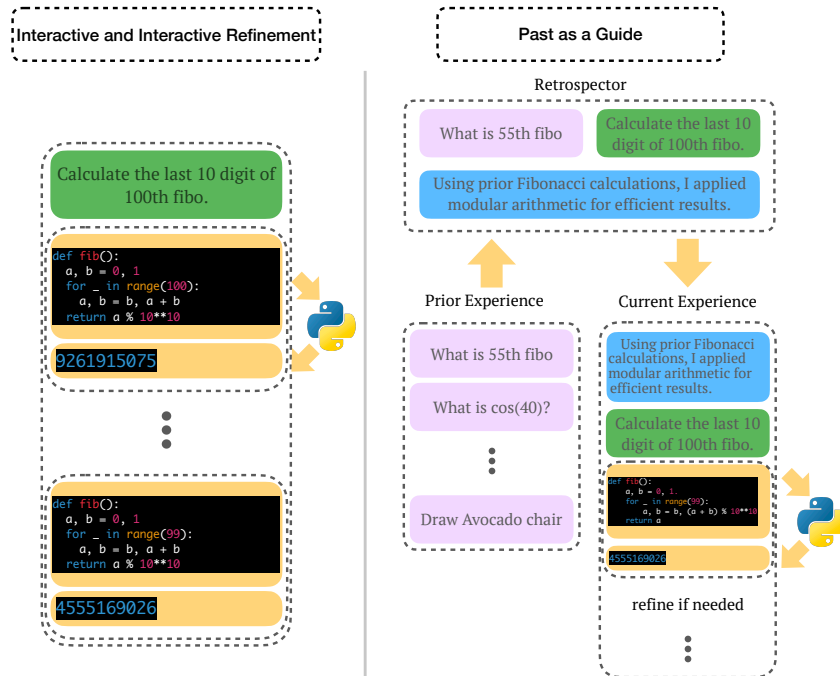 Interactive and Interactive Refinement
Calculate the last 10 digit of
100th fibo.
def fib():
a, b = 0, 1
for _ in range(100):
a, b = b, a + b
return a % 10**10
9261915075
def fib():
a, b = 0, 1
for _ in range(99):
a, b = b, a + b
return a % 10**10
4555169026
Past as a Guide
Retrospector
What is 55th fibo
Calculate the last 10
digit of 100th fibo.
Using prior Fibonacci calculations, I applied
modular arithmetic for efficient results.
Prior Experience
What is 55th fibo
What is cos(40)?
Draw Avocado chair
Current Experience
Using prior Fibonacci
calculations, I applied
modular arithmetic for
efficient results.
Calculate the last 10
digit of 100th fibo.
def fib():
a, b = 0, 1.
for _ in range(99):
a, b = b, (a + b) % 10**10
return a
4555169026
refine if needed